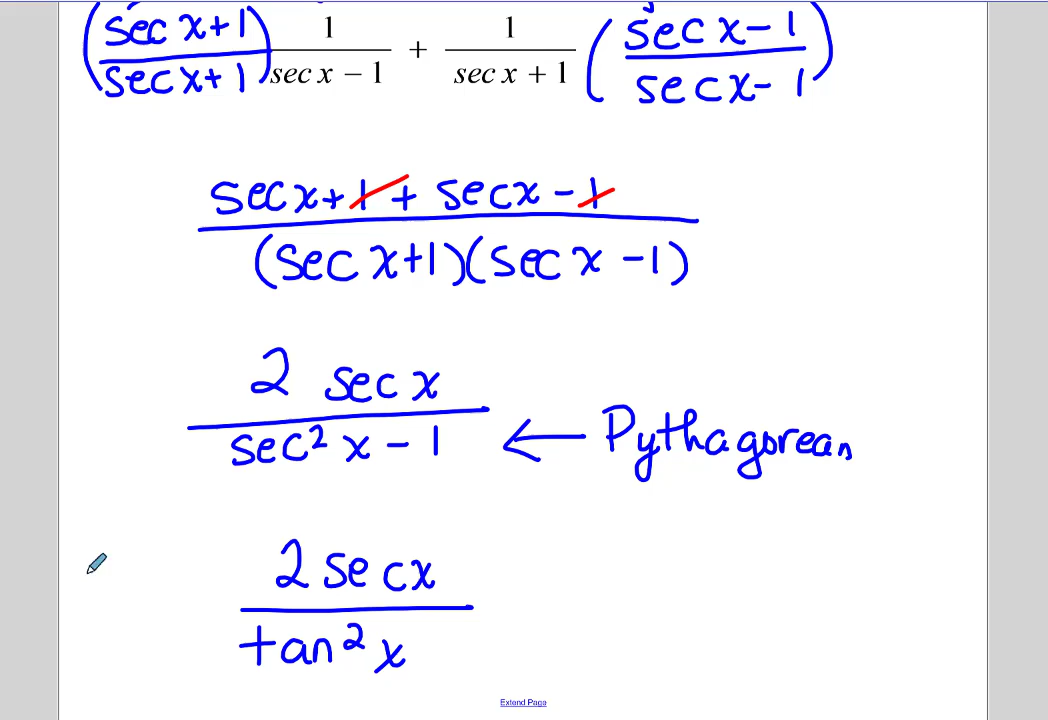 (sec x+1) 1 + 1 (sec x-1)
(sec x+1) sec x − 1 sec x + 1 (sec x-1)
sec x+1+ sec x-1
(sec x+1)(sec x -1)
2 sec x
sec² x - 1 ← Pythagorean
2 sec x
tan² x
Extend Page